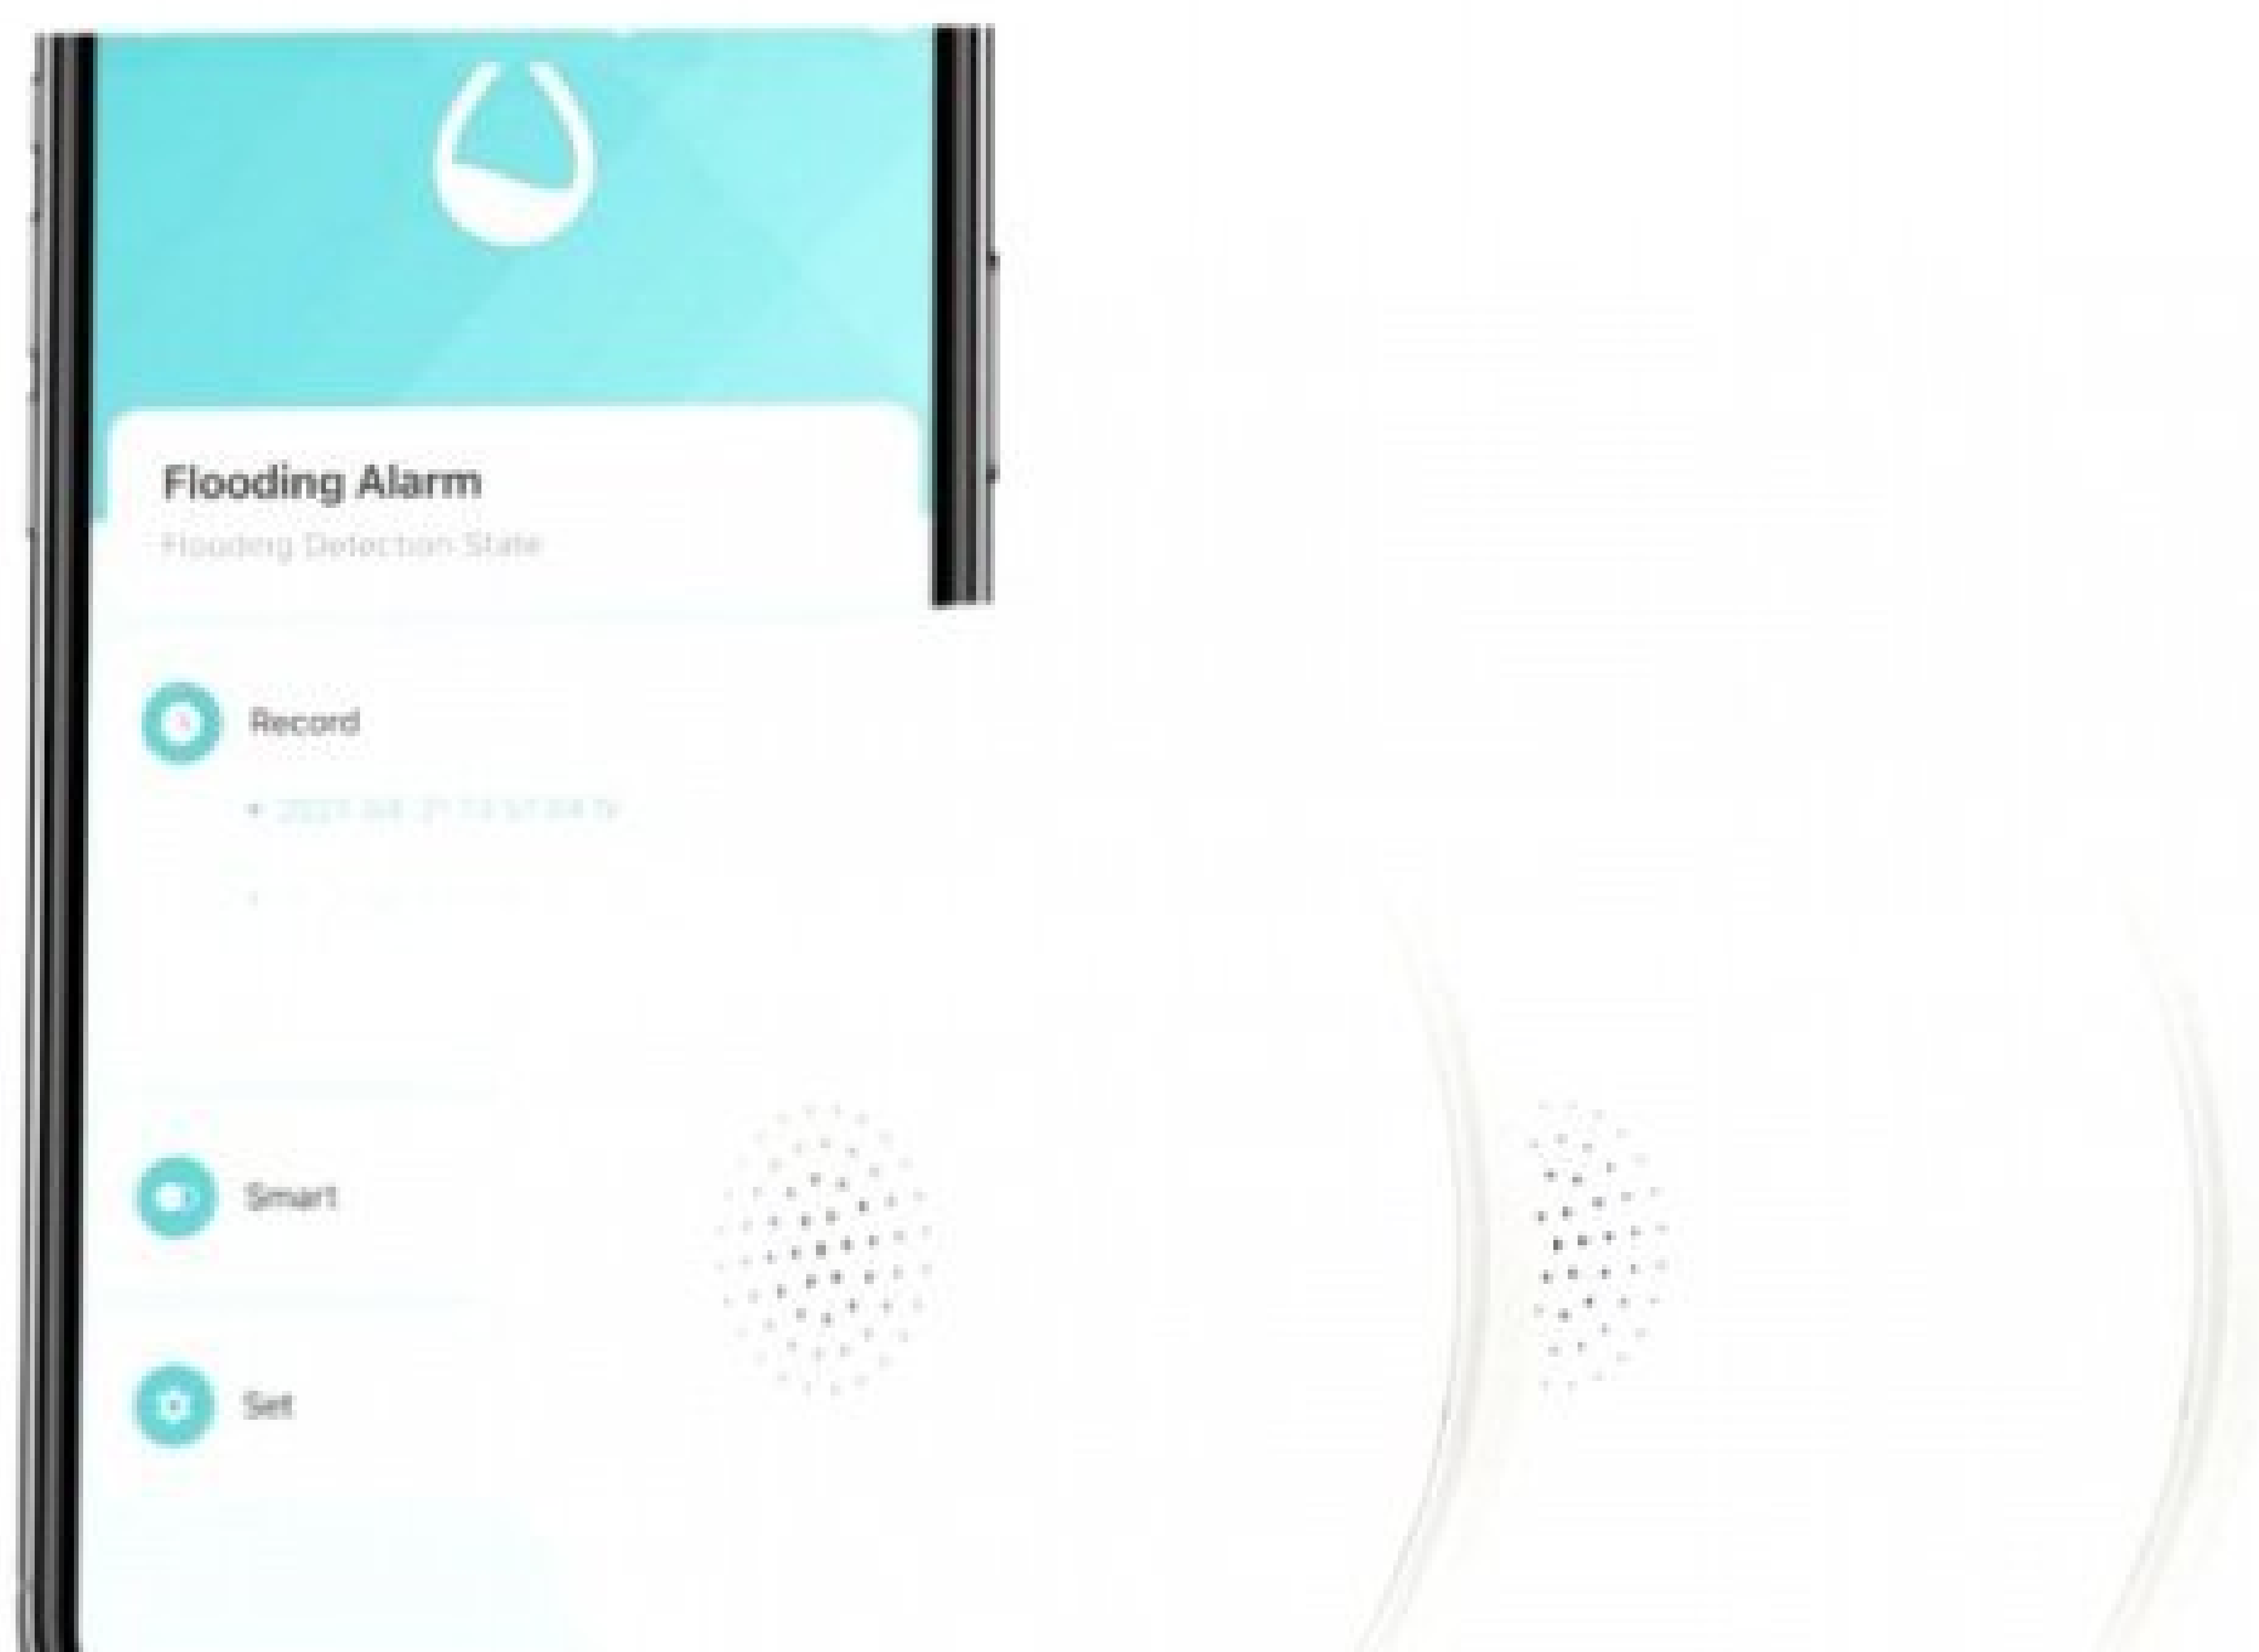 Flooding Alarm
Flooding Detection State
Record
Smart
Set